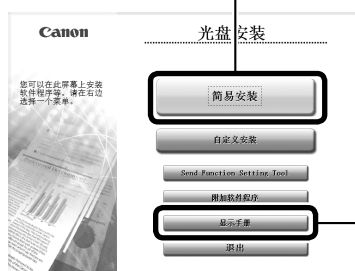 Canon
光盘安装
您可以在此屏幕上安装
软件程序等。请在右边
选择一个菜单。
简易安装
自定义安装
Send Function Setting Tool
附加软件程序
显示手册
退出